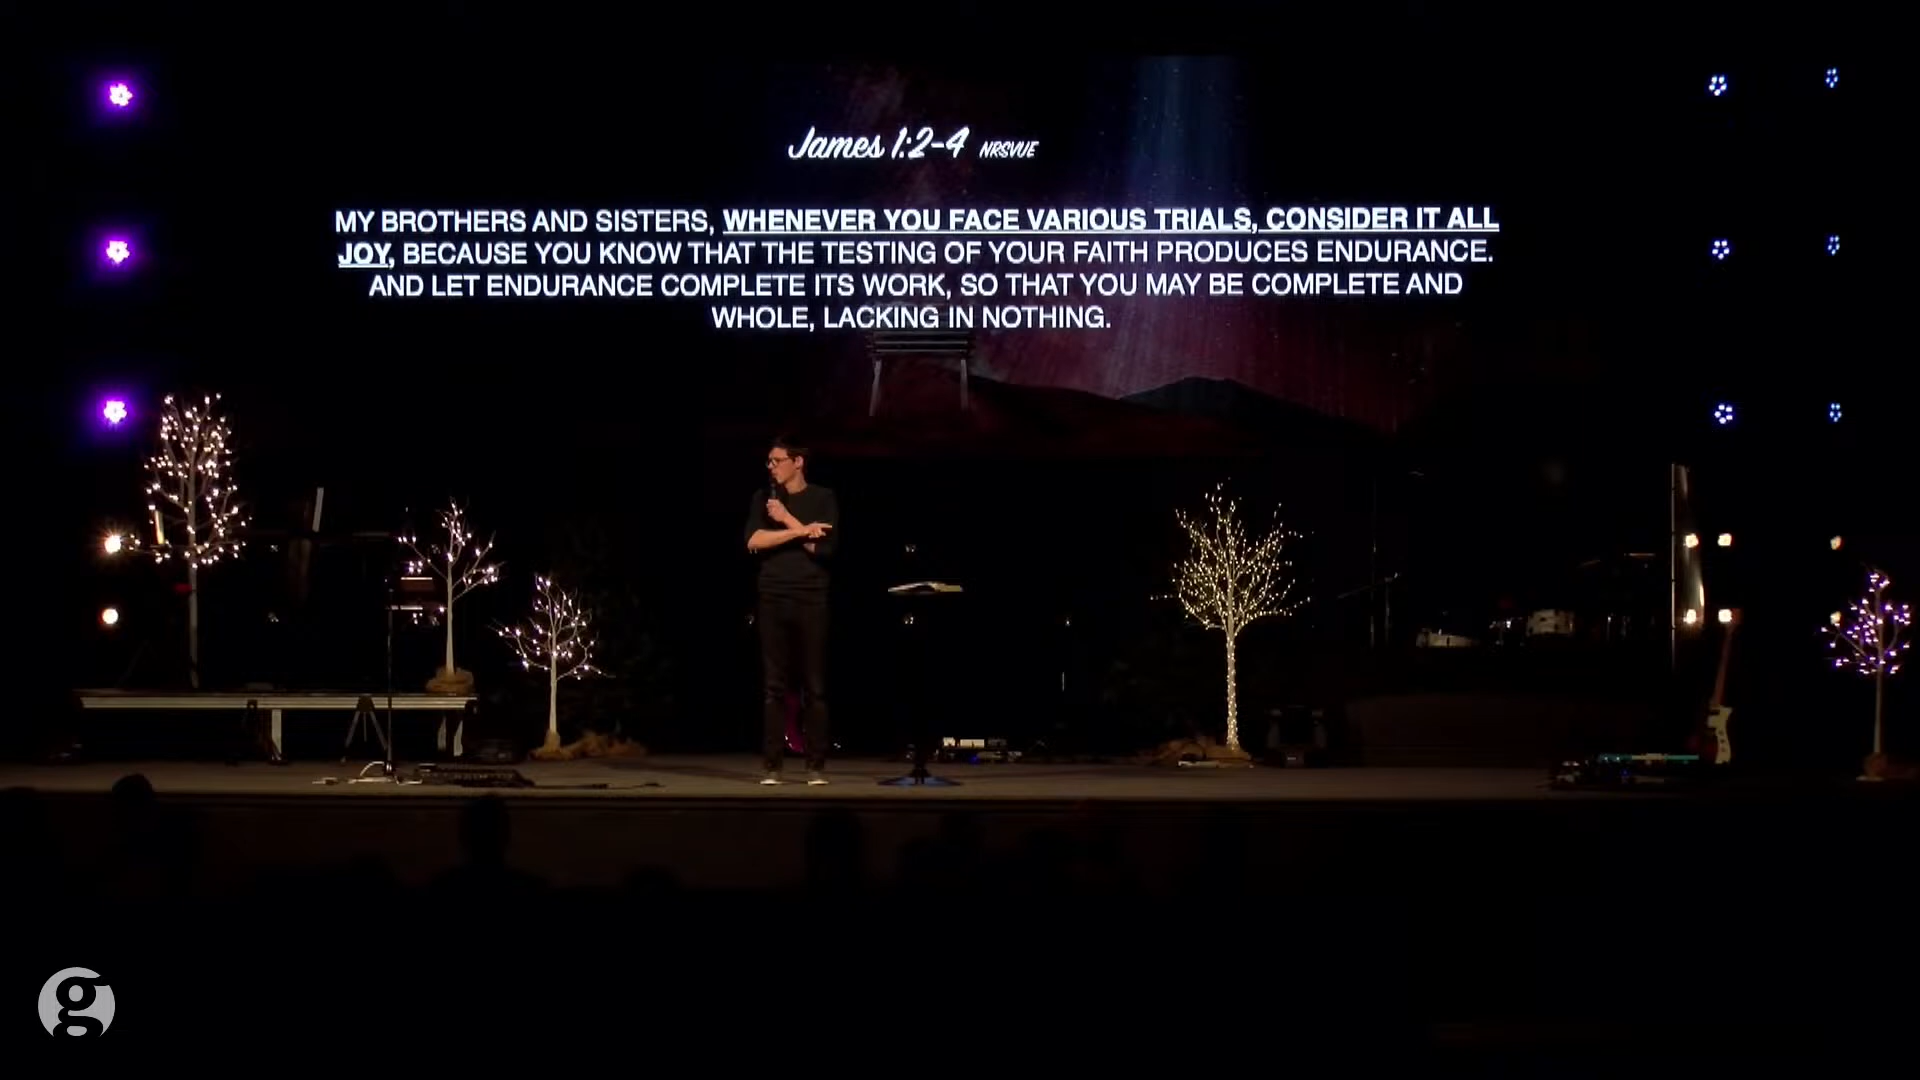 James 1:2-4 NRSVUE
MY BROTHERS AND SISTERS, WHENEVER YOU FACE VARIOUS TRIALS, CONSIDER IT ALL
JOY, BECAUSE YOU KNOW THAT THE TESTING OF YOUR FAITH PRODUCES ENDURANCE.
AND LET ENDURANCE COMPLETE ITS WORK, SO THAT YOU MAY BE COMPLETE AND
WHOLE, LACKING IN NOTHING.
g